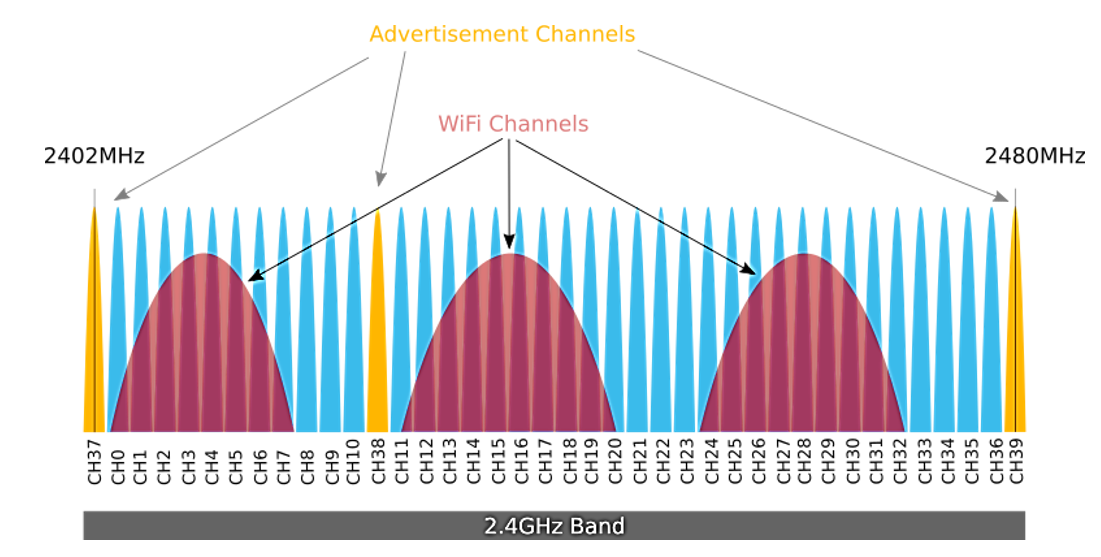 Advertisement Channels
WiFi Channels
2402MHz
2480MHz
CH37
CH0
CH1
CH2
CH3
CH4
CH5
CH6
CH7
CH8
CH9
CH10
CH38
CH11
CH12
CH13
CH14
CH15
CH16
CH17
CH18
CH19
CH20
CH21
CH22
CH23
CH24
CH25
CH26
CH27
CH28
CH29
CH30
CH31
CH32
CH33
CH34
CH35
CH36
CH39
2.4GHz Band